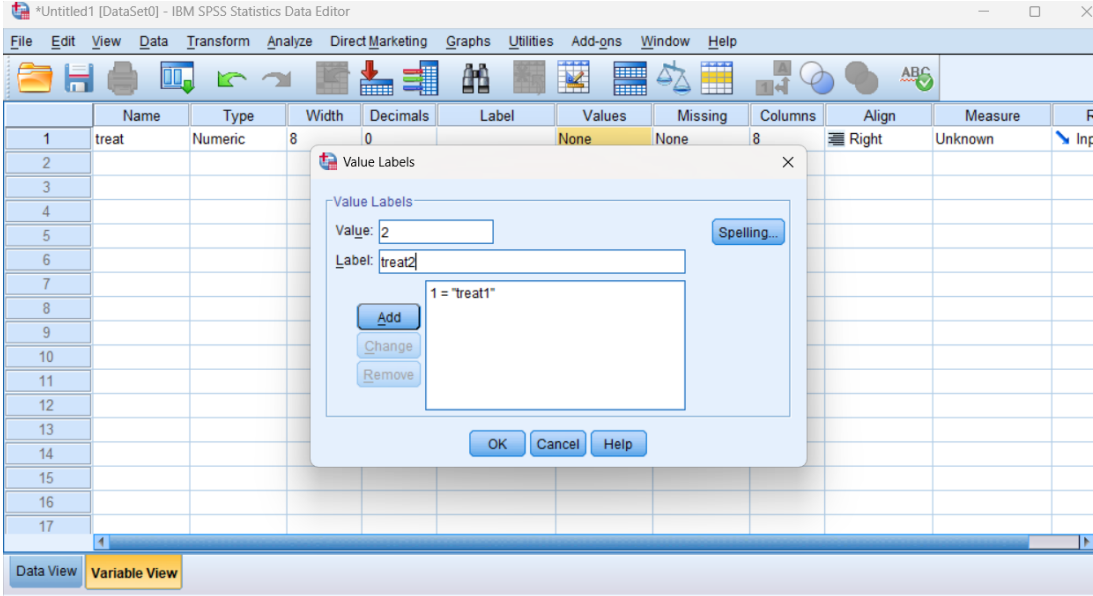 *Untitled1 [DataSet0] - IBM SPSS Statistics Data Editor
File Edit View Data Transform Analyze Direct Marketing Graphs Utilities Add-ons Window Help
A
1
ABC
Name Type Width Decimals Label Values Missing Columns Align Measure R
1 treat Numeric 8 0 None None 8 Right Unknown Inp
Value Labels
2
3
4
5
6
7
8
9
10
11
12
13
14
15
16
17
Value Labels
Value: 2
Spelling...
Label: treat2
1 = "treat1"
Add
Change
Remove
OK Cancel Help
Data View Variable View